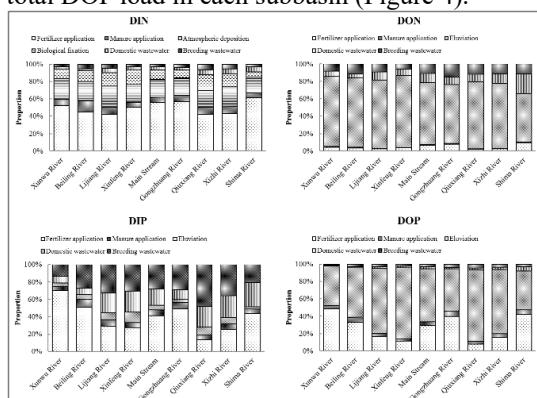 total DOP load in each subbasin (Figure 4).
DIN
Fertilizer application Manure application Atmospheric deposition
Biological fixation Domestic wastewater Breeding wastewater
100%
80%
60%
40%
20%
0%
Proportion
Xunwu River
Beiling River
Lijiang River
Xinfeng River
Main Stream
Gongzhuang River
Qiuxiang River
Xizhi River
Shima River
DON
Fertilizer application Manure application Eluviation
Domestic wastewater Breeding wastewater
100%
80%
60%
40%
20%
0%
Proportion
Xunwu River
Beiling River
Lijiang River
Xinfeng River
Main Stream
Gongzhuang River
Qiuxiang River
Xizhi River
Shima River
DIP
Fertilizer application Manure application Eluviation
Domestic wastewater Breeding wastewater
100%
80%
60%
40%
20%
0%
Proportion
Xunwu River
Beiling River
Lijiang River
Xinfeng River
Main Stream
Gongzhuang River
Qiuxiang River
Xizhi River
Shima River
DOP
Fertilizer application Manure application Eluviation
Domestic wastewater Breeding wastewater
100%
80%
60%
40%
20%
0%
Proportion
Xunwu River
Beiling River
Lijiang River
Xinfeng River
Main Stream
Gongzhuang River
Qiuxiang River
Xizhi River
Shima River